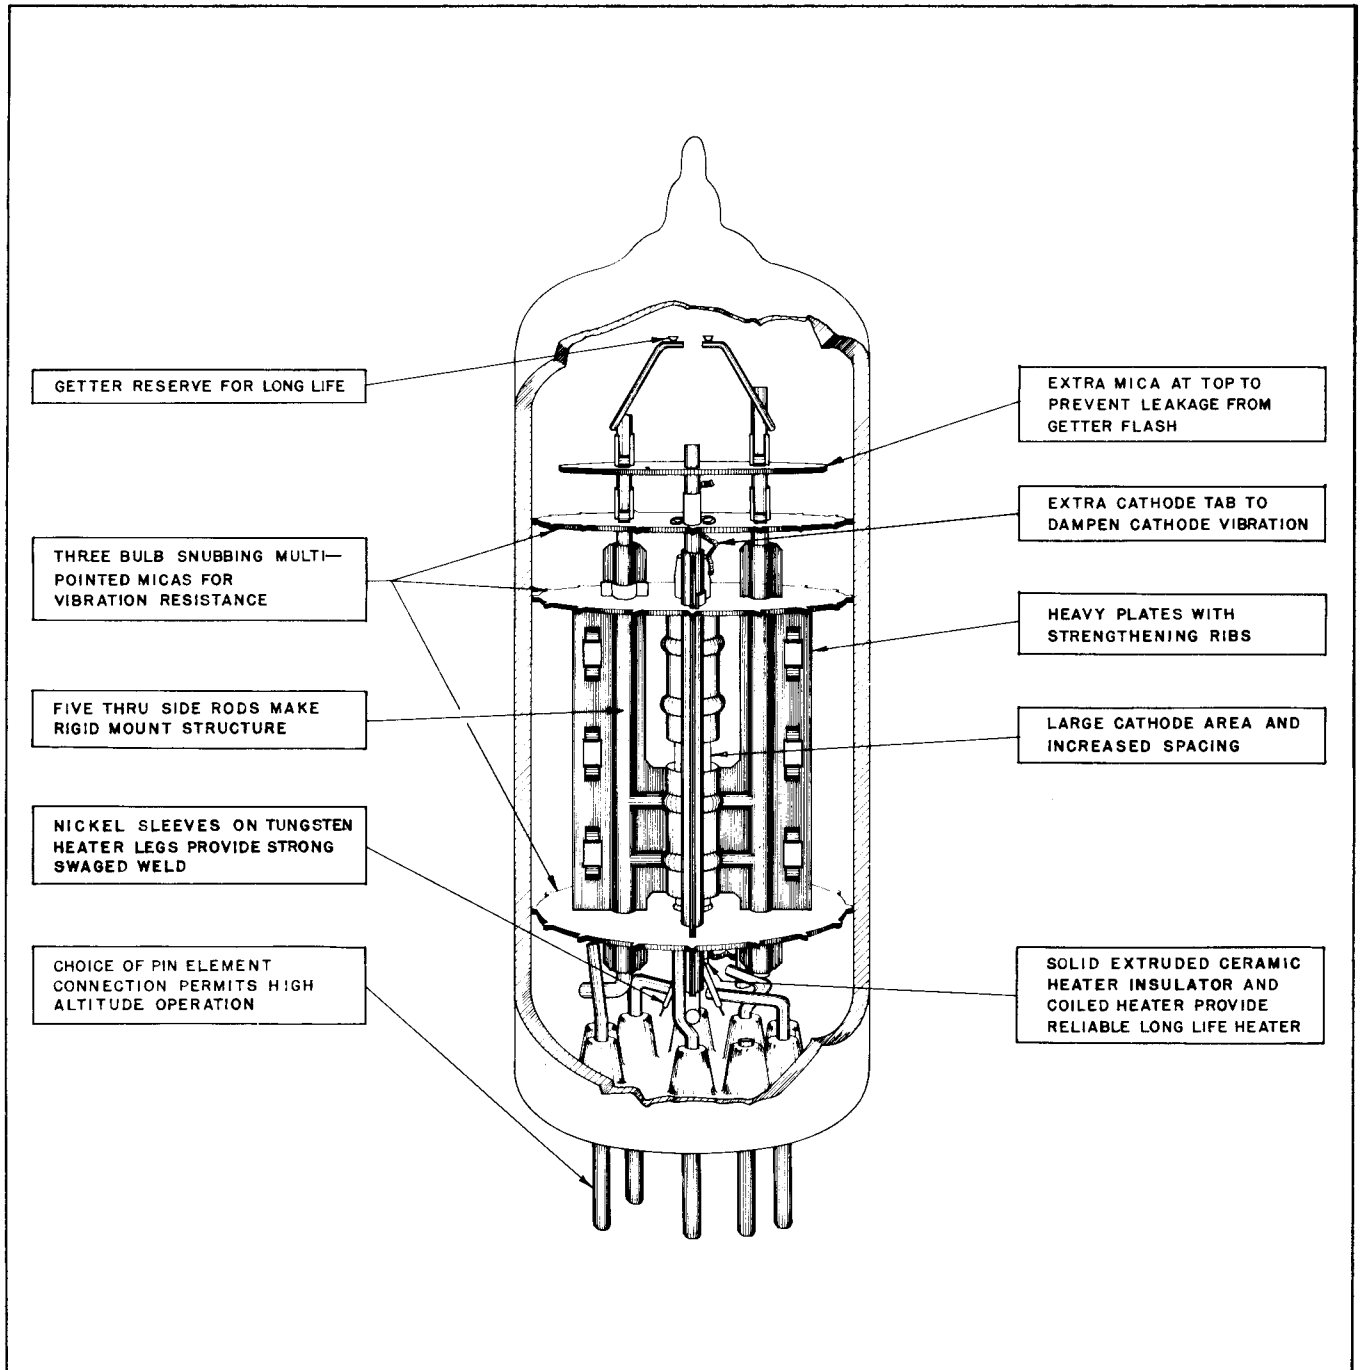 GETTER RESERVE FOR LONG LIFE
THREE BULB SNUBBING MULTI—
POINTED MICAS FOR
VIBRATION RESISTANCE
FIVE THRU SIDE RODS MAKE
RIGID MOUNT STRUCTURE
NICKEL SLEEVES ON TUNGSTEN
HEATER LEGS PROVIDE STRONG
SWAGED WELD
CHOICE OF PIN ELEMENT
CONNECTION PERMITS HIGH
ALTITUDE OPERATION
EXTRA MICA AT TOP TO
PREVENT LEAKAGE FROM
GETTER FLASH
EXTRA CATHODE TAB TO
DAMPEN CATHODE VIBRATION
HEAVY PLATES WITH
STRENGTHENING RIBS
LARGE CATHODE AREA AND
INCREASED SPACING
SOLID EXTRUDED CERAMIC
HEATER INSULATOR AND
COILED HEATER PROVIDE
RELIABLE LONG LIFE HEATER